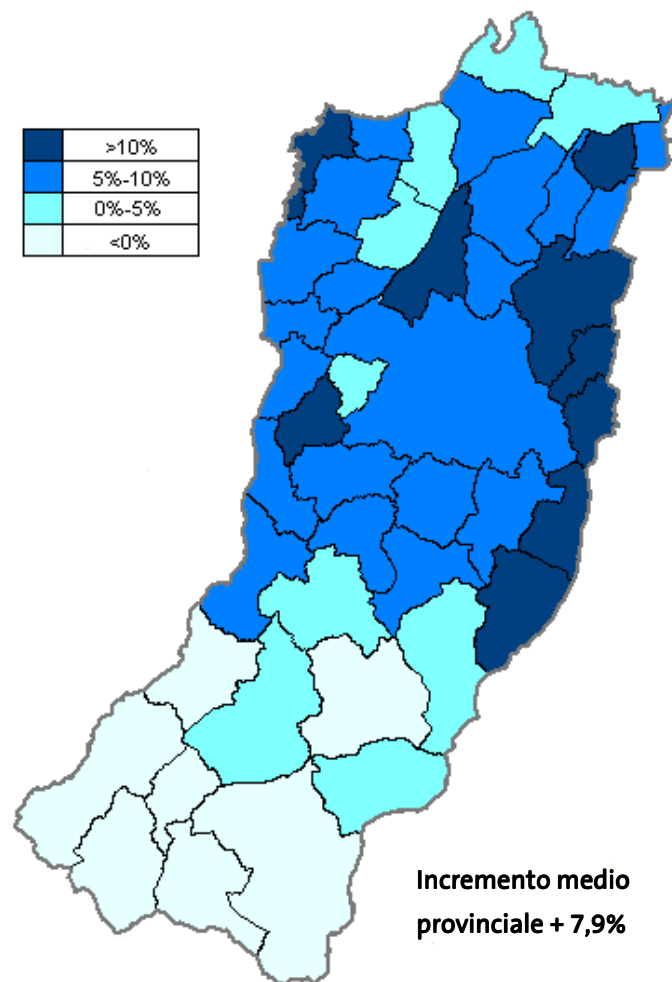 >10%
5%-10%
0%-5%
<0%
Incremento medio
provinciale + 7,9%